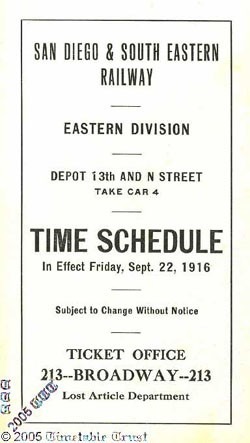 SAN DIEGO & SOUTH EASTERN
RAILWAY
EASTERN DIVISION
DEPOT 13th AND N STREET
TAKE CAR 4
TIME SCHEDULE
In Effect Friday, Sept. 22, 1916
Subject to Change Without Notice
TICKET OFFICE
213--BROADWAY--213
Lost Article Department
© 2005 Timetable Trust